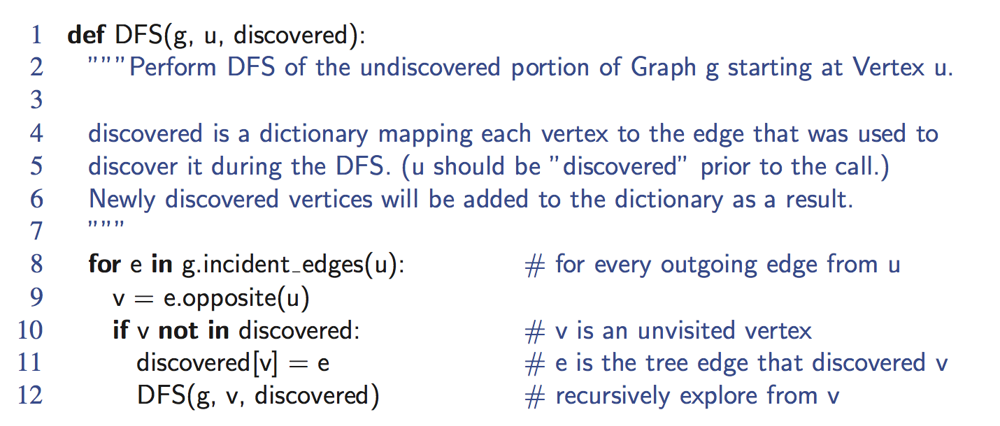 1 def DFS(g, u, discovered):
2 """Perform DFS of the undiscovered portion of Graph g starting at Vertex u.
3
4 discovered is a dictionary mapping each vertex to the edge that was used to
5 discover it during the DFS. (u should be "discovered" prior to the call.)
6 Newly discovered vertices will be added to the dictionary as a result.
7 """
8 for e in g.incident_edges(u): # for every outgoing edge from u
9 v = e.opposite(u)
10 if v not in discovered: # v is an unvisited vertex
11 discovered[v] = e # e is the tree edge that discovered v
12 DFS(g, v, discovered) # recursively explore from v